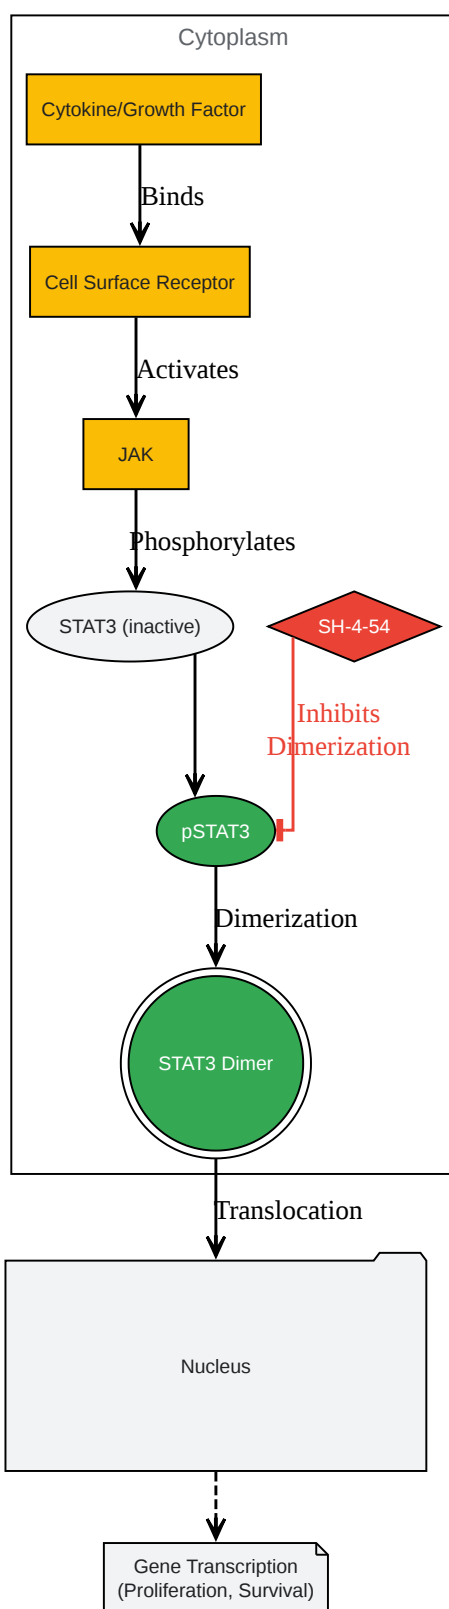 Cytoplasm
Cytokine/Growth Factor
Binds
Cell Surface Receptor
Activates
JAK
Phosphorylates
STAT3 (inactive)
SH-4-54
Inhibits
Dimerization
pSTAT3
Dimerization
STAT3 Dimer
Translocation
Nucleus
Gene Transcription
(Proliferation, Survival)